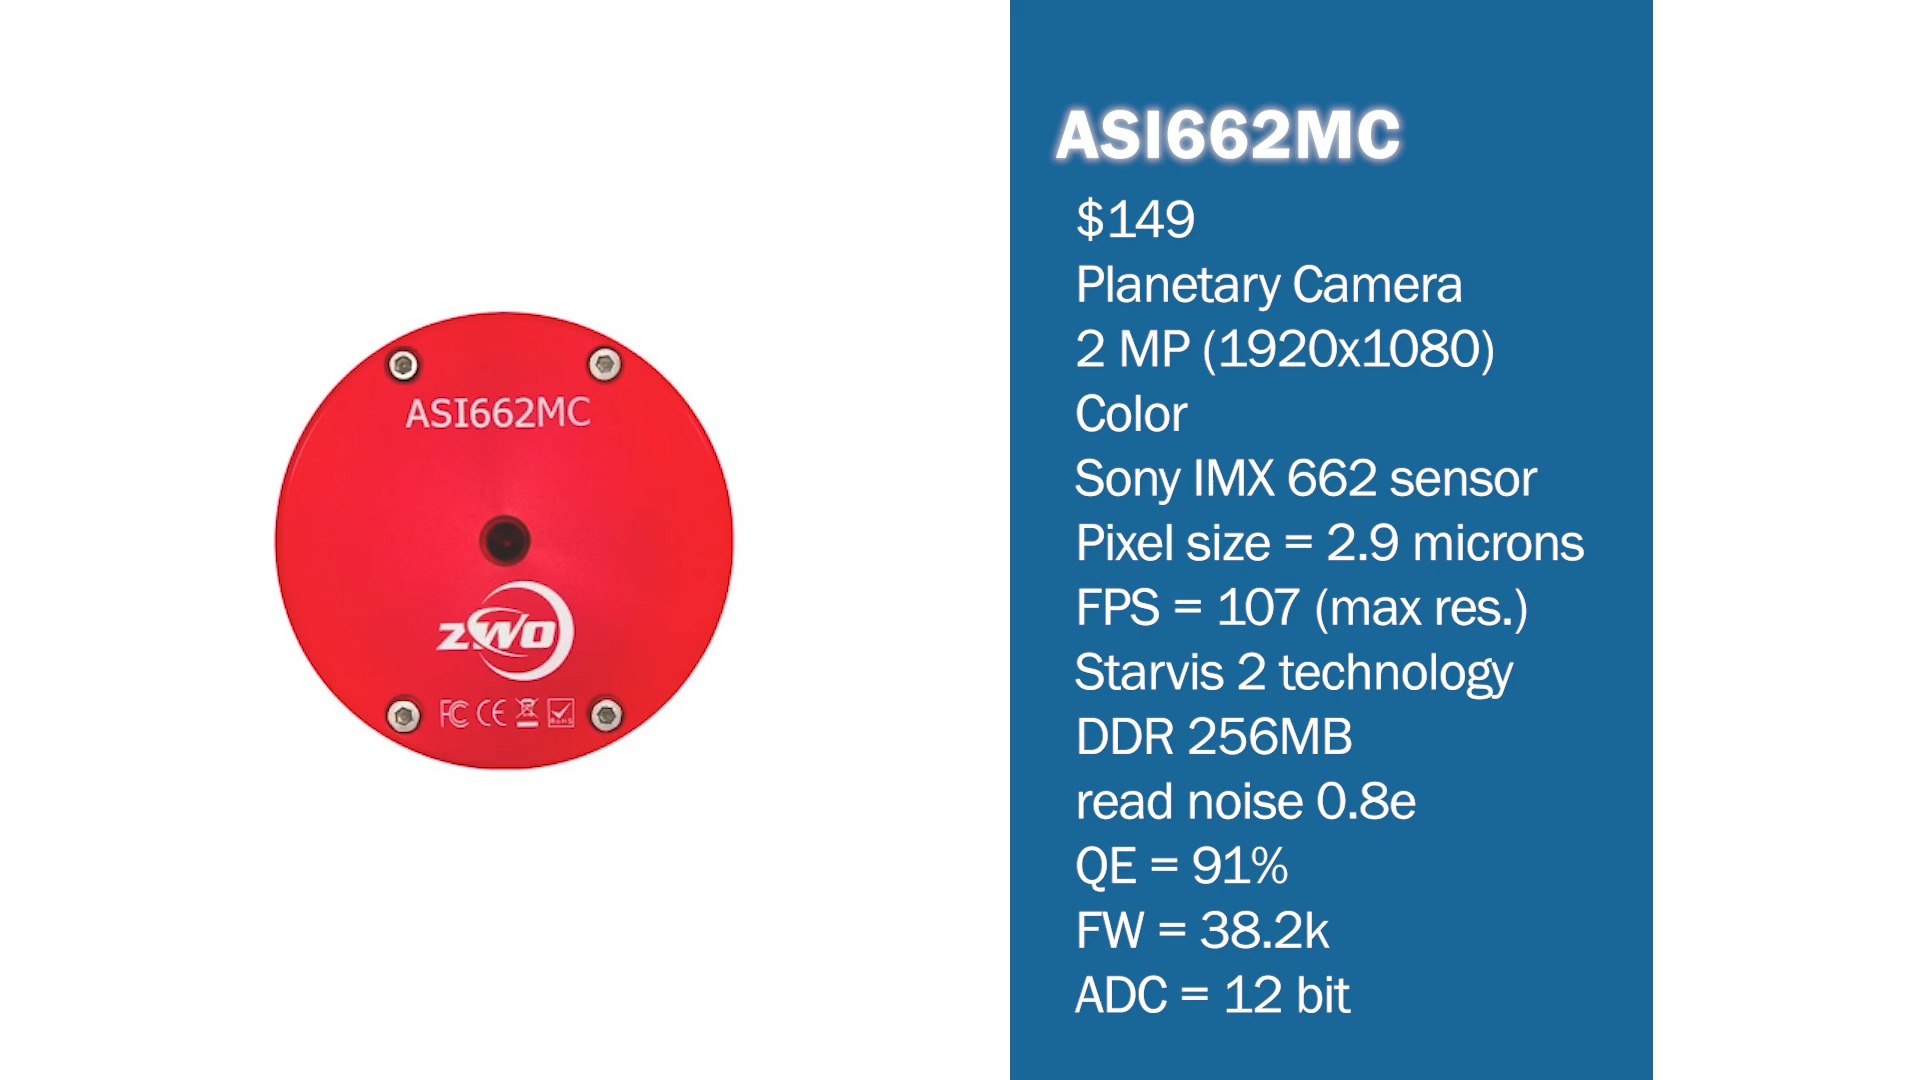 ASI662MC
ZWO
FC CE RoHS
ASI662MC
$149
Planetary Camera
2 MP (1920x1080)
Color
Sony IMX 662 sensor
Pixel size = 2.9 microns
FPS = 107 (max res.)
Starvis 2 technology
DDR 256MB
read noise 0.8e
QE = 91%
FW = 38.2k
ADC = 12 bit